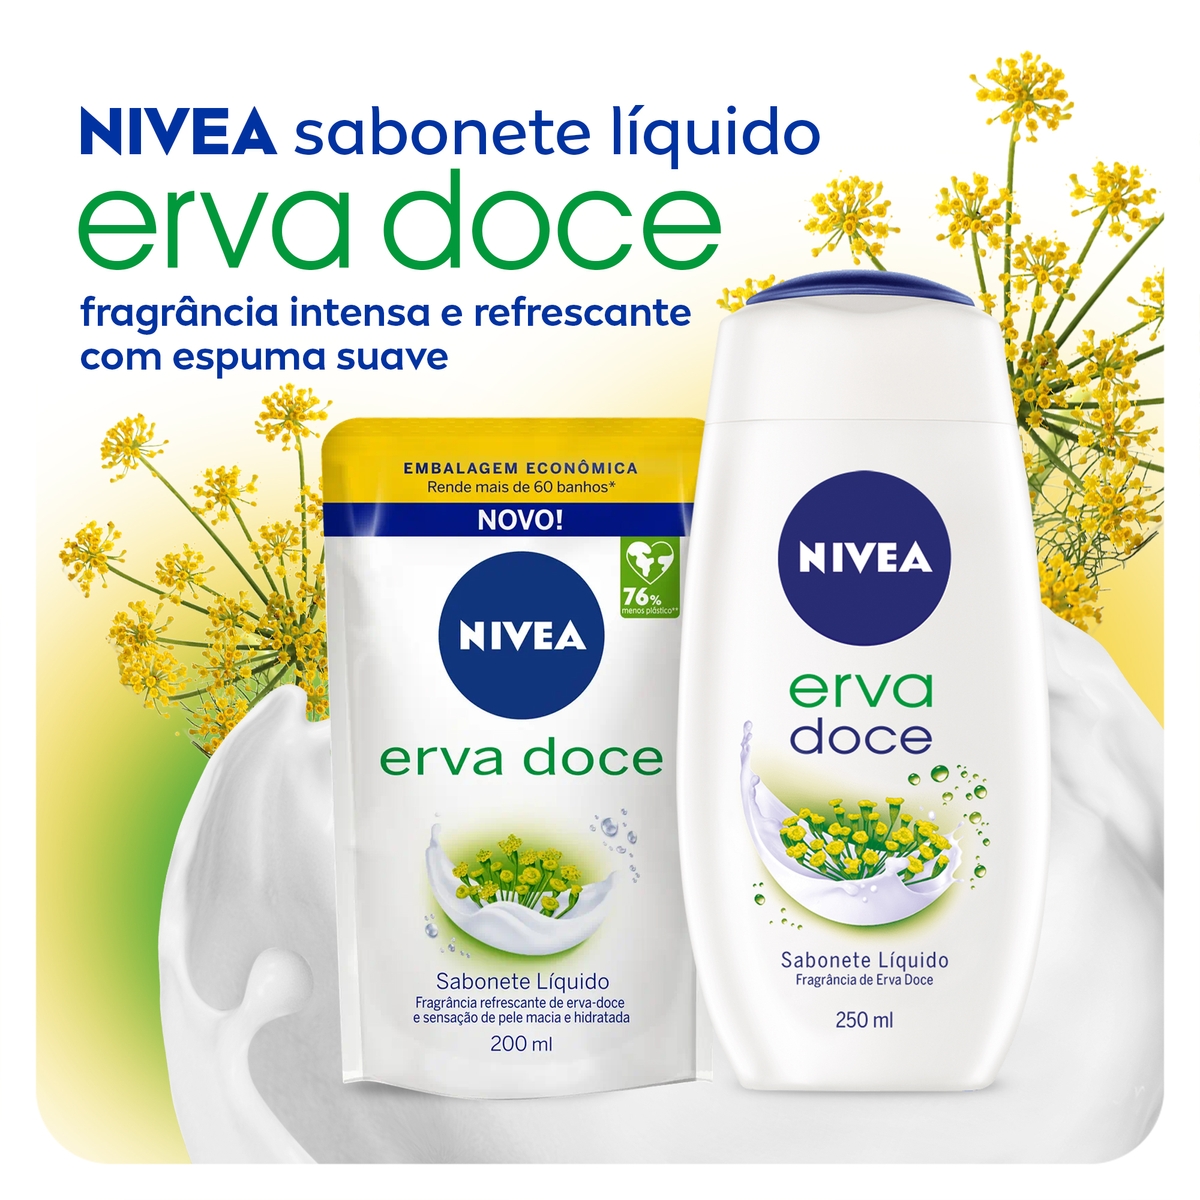 NIVEA sabonete líquido
erva doce
fragrância intensa e refrescante
com espuma suave
EMBALAGEM ECONÔMICA
Rende mais de 60 banhos*
NOVO!
76%
menos plástico**
NIVEA
erva doce
Sabonete Líquido
Fragrância refrescante de erva-doce
e sensação de pele macia e hidratada
200 ml
NIVEA
erva
doce
Sabonete Líquido
Fragrância de Erva Doce
250 ml